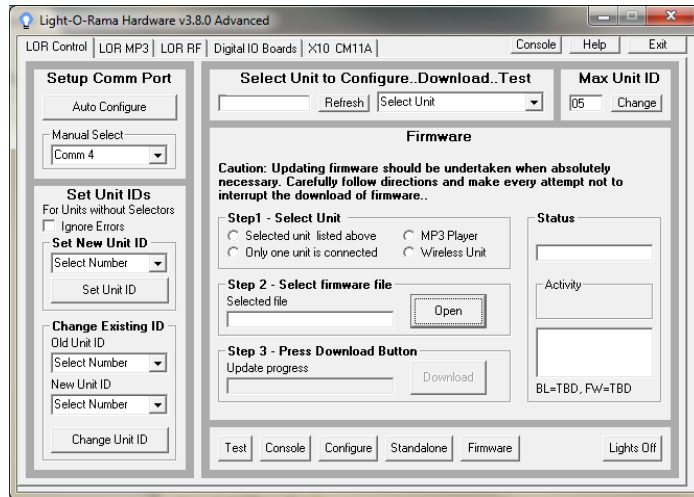 Light-O-Rama Hardware v3.8.0 Advanced
LOR Control
LOR MP3
LOR RF
Digital IO Boards
X10 CM11A
Console
Help
Exit
Setup Comm Port
Auto Configure
Manual Select
Comm 4
Set Unit IDs
For Units without Selectors
Ignore Errors
Set New Unit ID
Select Number
Set Unit ID
Change Existing ID
Old Unit ID
Select Number
New Unit ID
Select Number
Change Unit ID
Select Unit to Configure..Download..Test
Refresh
Select Unit
Max Unit ID
05
Change
Firmware
Caution: Updating firmware should be undertaken when absolutely
necessary. Carefully follow directions and make every attempt not to
interrupt the download of firmware..
Step1 - Select Unit
Selected unit listed above
MP3 Player
Only one unit is connected
Wireless Unit
Step 2 - Select firmware file
Selected file
Open
Step 3 - Press Download Button
Update progress
Download
Status
Activity
BL=TBD, FW=TBD
Test
Console
Configure
Standalone
Firmware
Lights Off